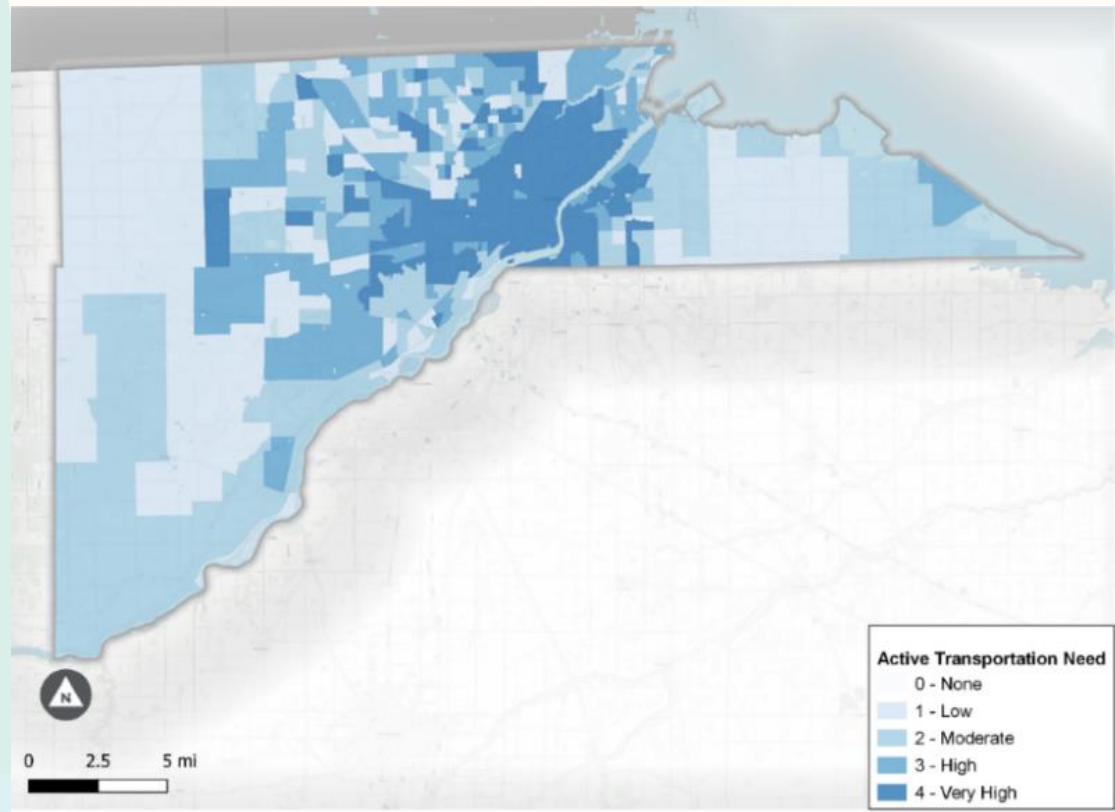 Active Transportation Need
0 - None
1 - Low
2 - Moderate
3 - High
4 - Very High
N
0 2.5 5 mi